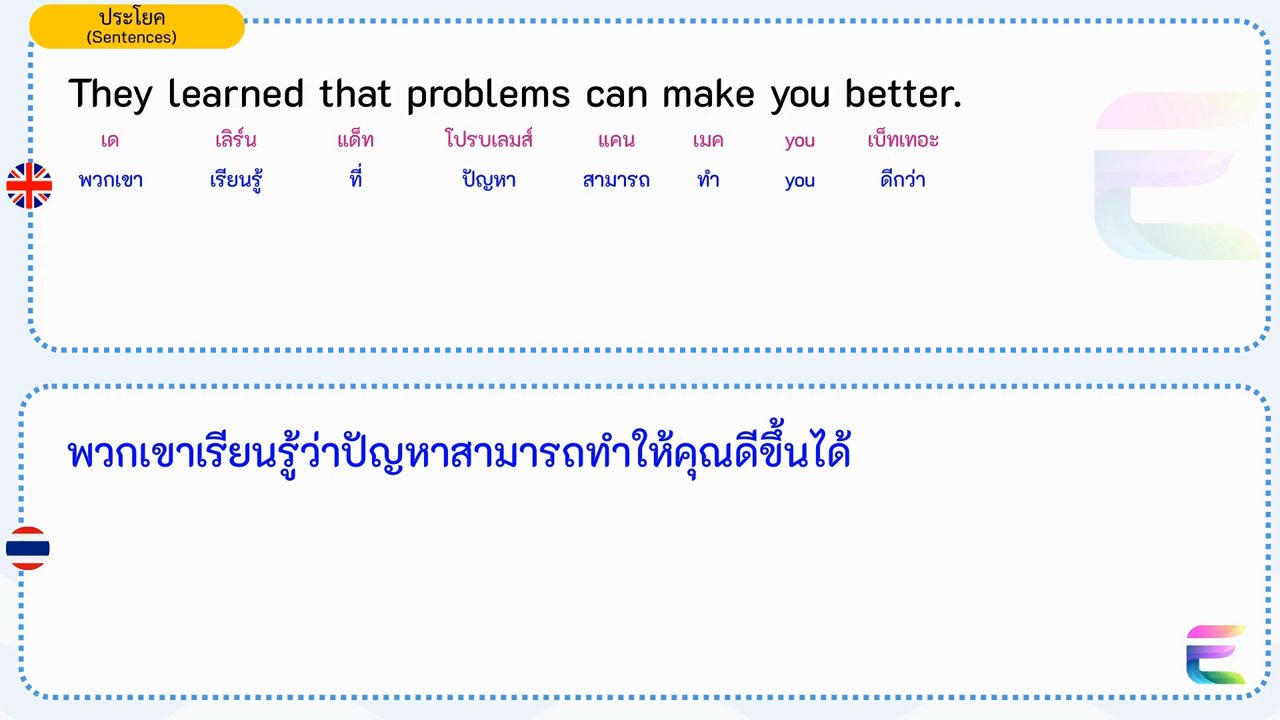 ประโยค
(Sentences)
They learned that problems can make you better.
เด เลิร์น แด็ท โปรบเลมส์ แคน เมค you เบ็ทเทอะ
พวกเขา เรียนรู้ ที่ ปัญหา สามารถ ทำ you ดีกว่า
พวกเขาเรียนรู้ว่าปัญหาสามารถทำให้คุณดีขึ้นได้